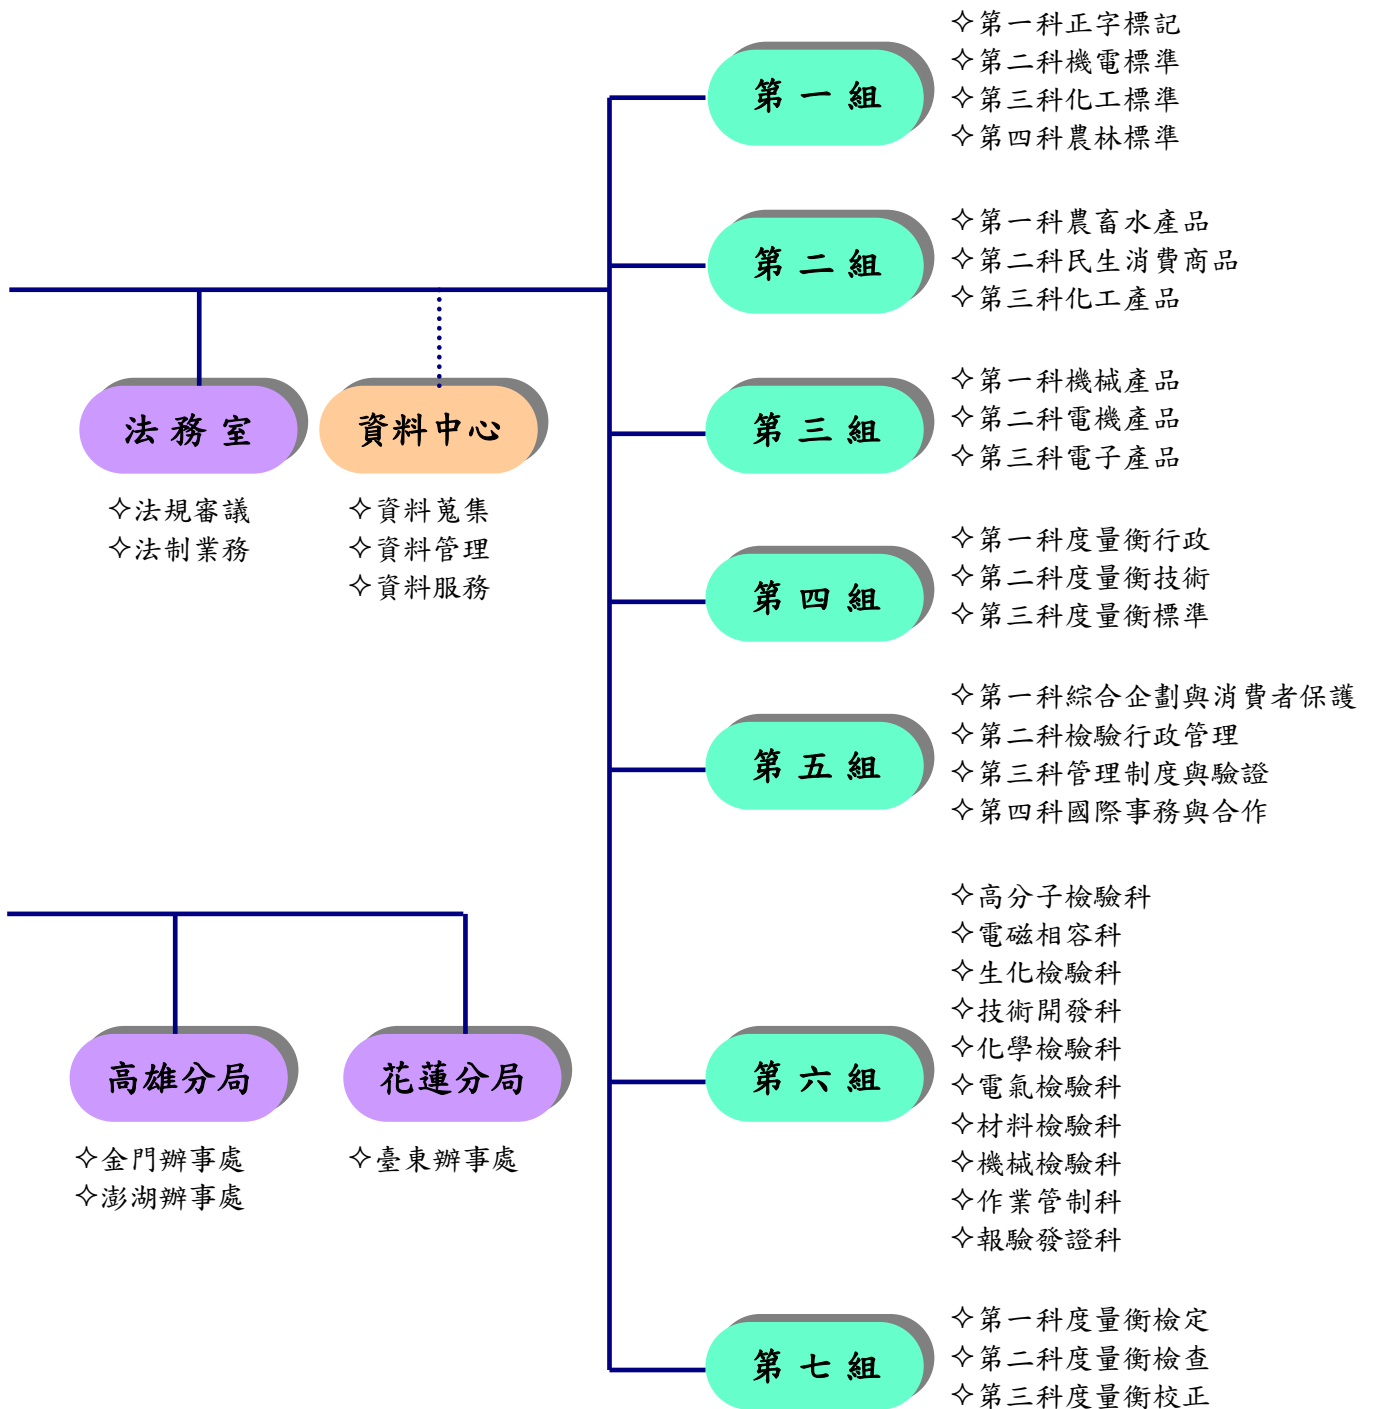 第一組
✧第一科正字標記
✧第二科機電標準
✧第三科化工標準
✧第四科農林標準
第二組
✧第一科農畜水產品
✧第二科民生消費商品
✧第三科化工產品
法務室
✧法規審議
✧法制業務
資料中心
✧資料蒐集
✧資料管理
✧資料服務
第三組
✧第一科機械產品
✧第二科電機產品
✧第三科電子產品
第四組
✧第一科度量衡行政
✧第二科度量衡技術
✧第三科度量衡標準
第五組
✧第一科綜合企劃與消費者保護
✧第二科檢驗行政管理
✧第三科管理制度與驗證
✧第四科國際事務與合作
高雄分局
✧金門辦事處
✧澎湖辦事處
花蓮分局
✧臺東辦事處
第六組
✧高分子檢驗科
✧電磁相容科
✧生化檢驗科
✧技術開發科
✧化學檢驗科
✧電氣檢驗科
✧材料檢驗科
✧機械檢驗科
✧作業管制科
✧報驗發證科
第七組
✧第一科度量衡檢定
✧第二科度量衡檢查
✧第三科度量衡校正